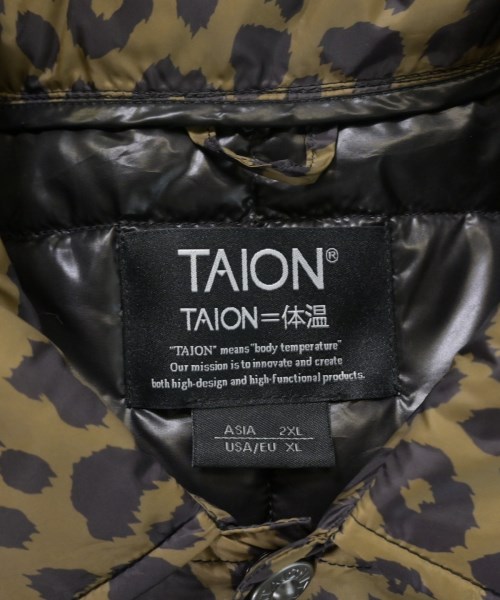 TAION®
TAION=体温
"TAION" means "body temperature"
Our mission is to innovate and create
both high-design and high-functional products.
ASIA 2XL
USA/EU XL